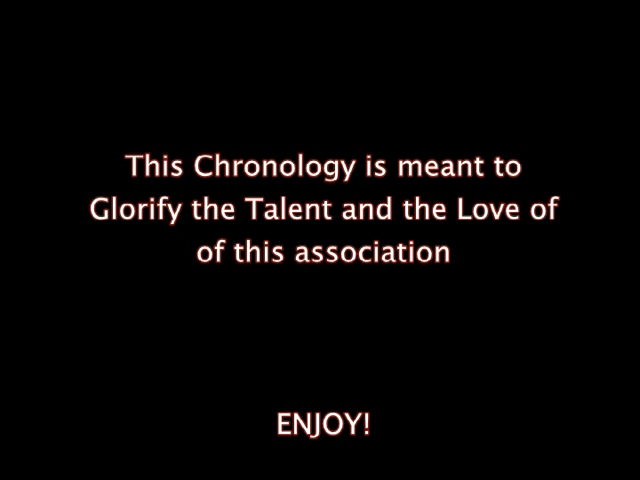 This Chronology is meant to
Glorify the Talent and the Love of
of this association
ENJOY!